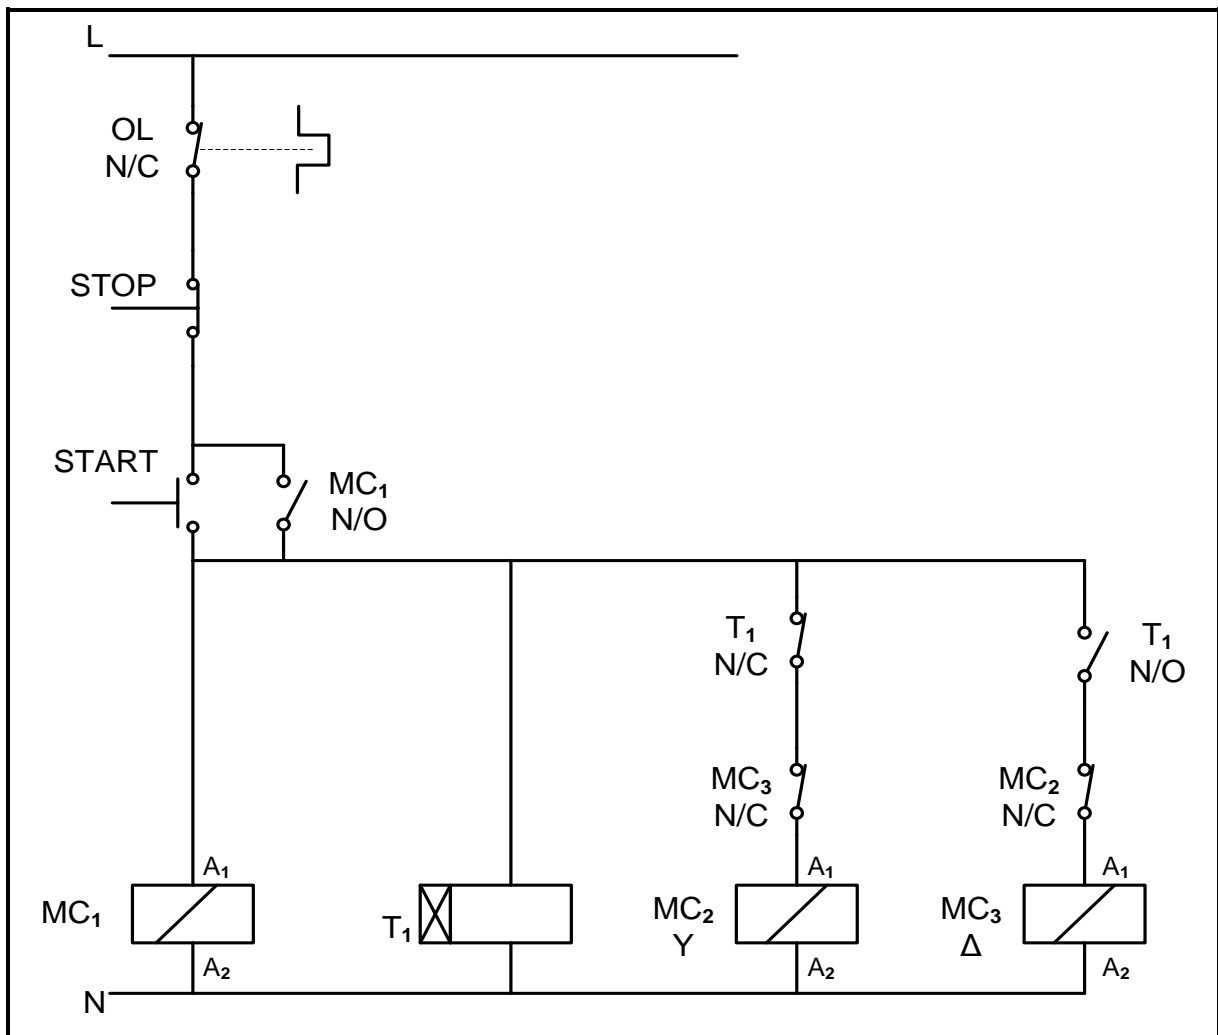 L
OL
N/C
STOP
START
MC₁
N/O
T₁
N/C
T₁
N/O
MC₃
N/C
MC₂
N/C
A₁
A₁
A₁
MC₁
T₁
MC₂
Y
MC₃
Δ
A₂
A₂
A₂
N